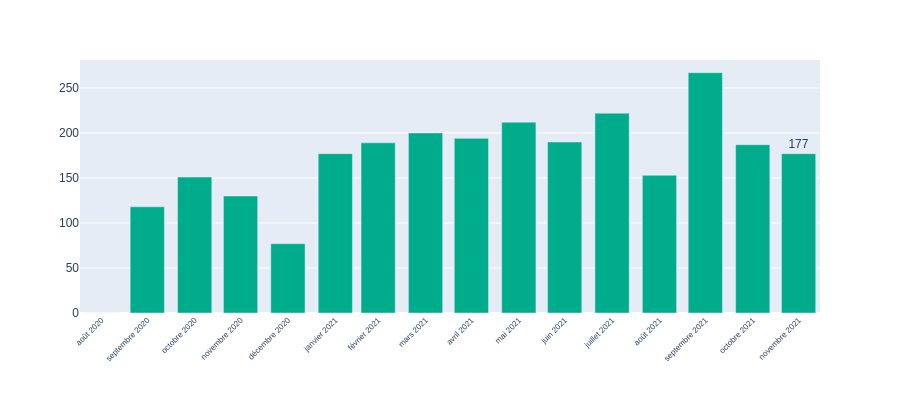 250
200
150
100
50
0
177
août 2020
septembre 2020
octobre 2020
novembre 2020
décembre 2020
janvier 2021
février 2021
mars 2021
avril 2021
mai 2021
juin 2021
juillet 2021
août 2021
septembre 2021
octobre 2021
novembre 2021